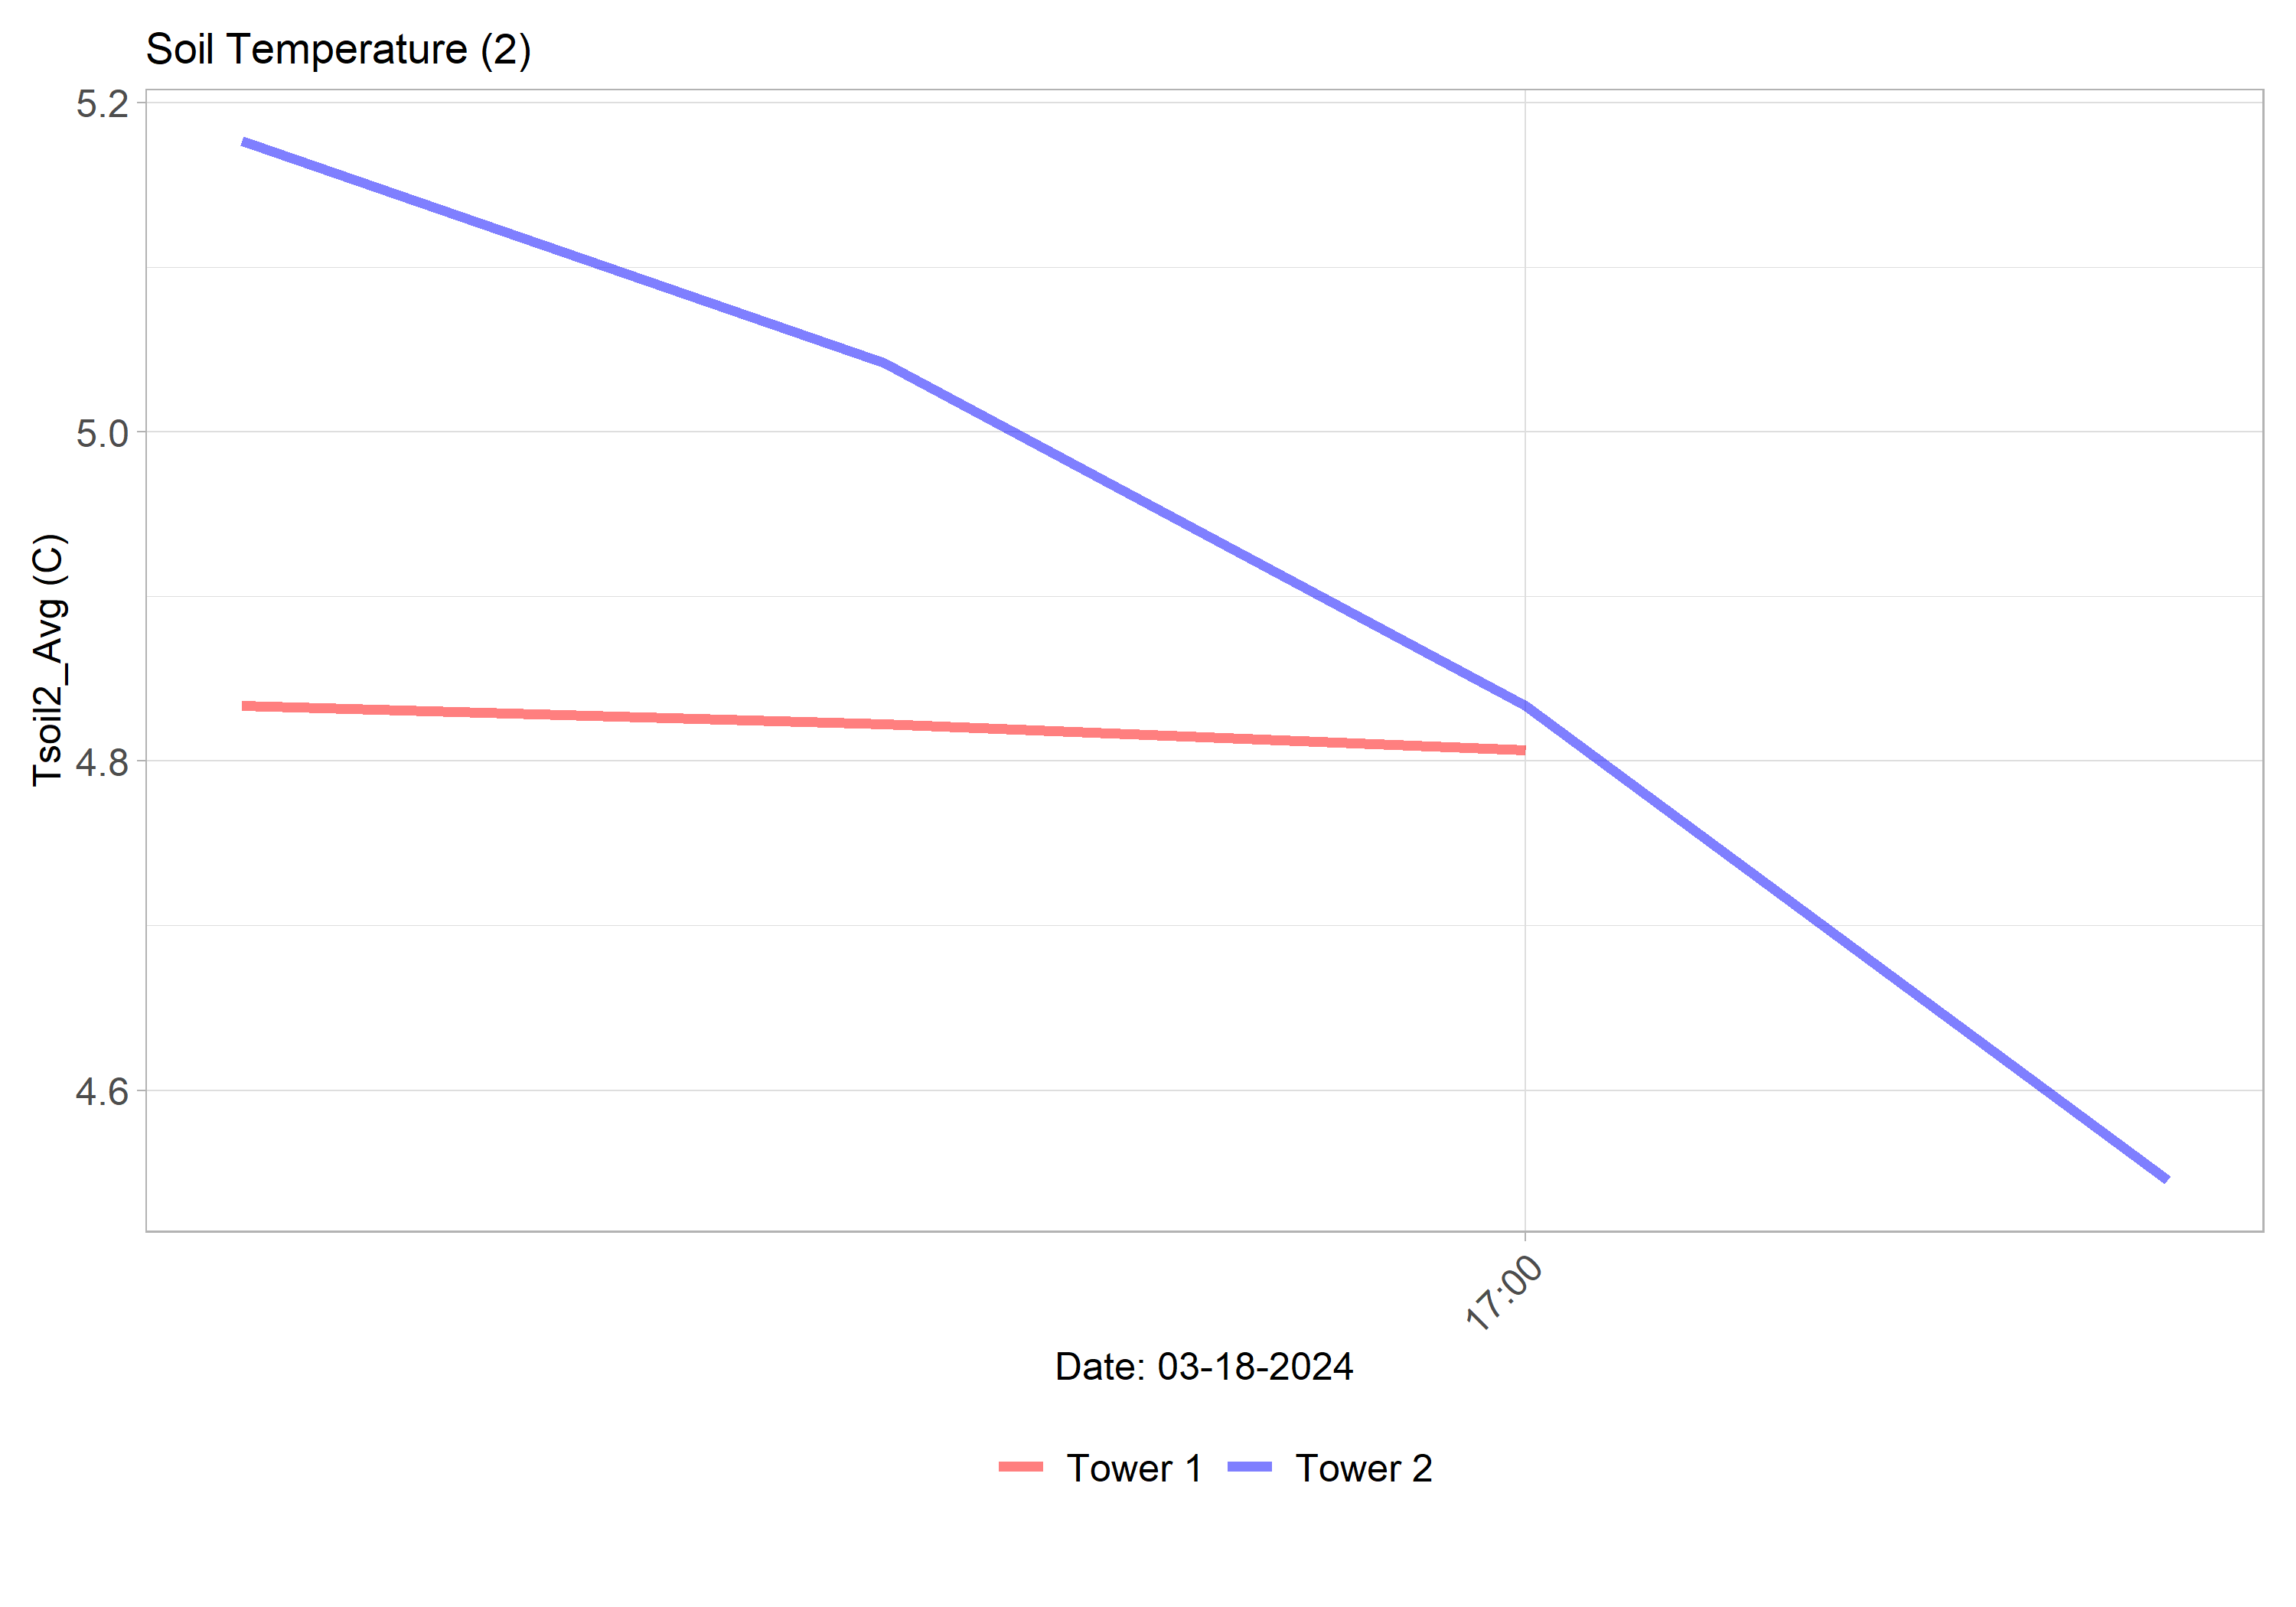 Soil Temperature (2)
5.2
5.0
4.8
4.6
Tsoil2_Avg (C)
17:00
Date: 03-18-2024
Tower 1
Tower 2